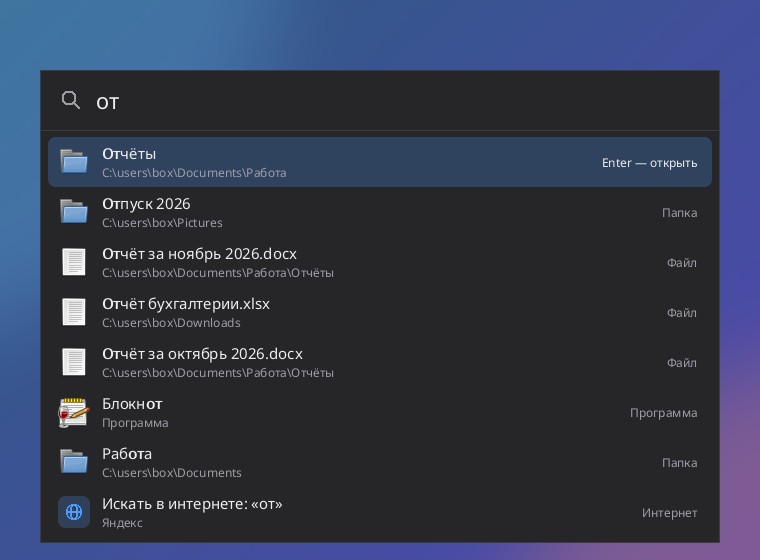 от
Отчёты
C:\users\box\Documents\Работа
Enter — открыть
Отпуск 2026
C:\users\box\Pictures
Папка
Отчёт за ноябрь 2026.docx
C:\users\box\Documents\Работа\Отчёты
Файл
Отчёт бухгалтерии.xlsx
C:\users\box\Downloads
Файл
Отчёт за октябрь 2026.docx
C:\users\box\Documents\Работа\Отчёты
Файл
Блокнот
Программа
Программа
Работа
C:\users\box\Documents
Папка
Искать в интернете: «от»
Яндекс
Интернет